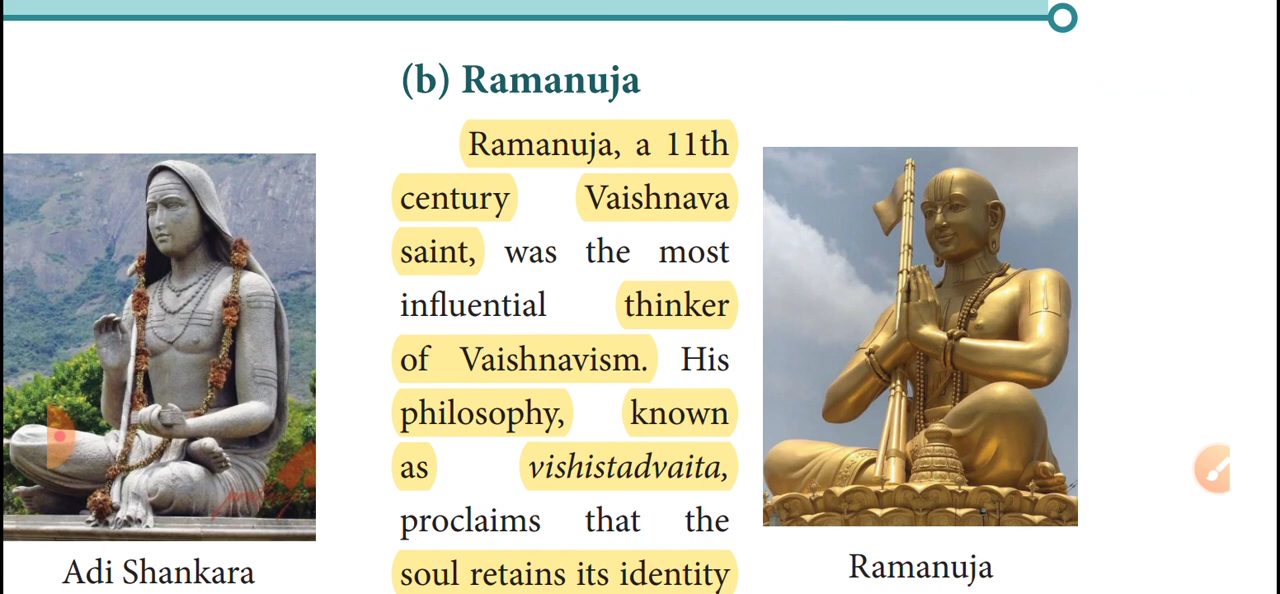 (b) Ramanuja
Ramanuja, a 11th
century Vaishnava
saint, was the most
influential thinker
of Vaishnavism. His
philosophy, known
as vishistadvaita,
proclaims that the
soul retains its identity
Adi Shankara
Ramanuja